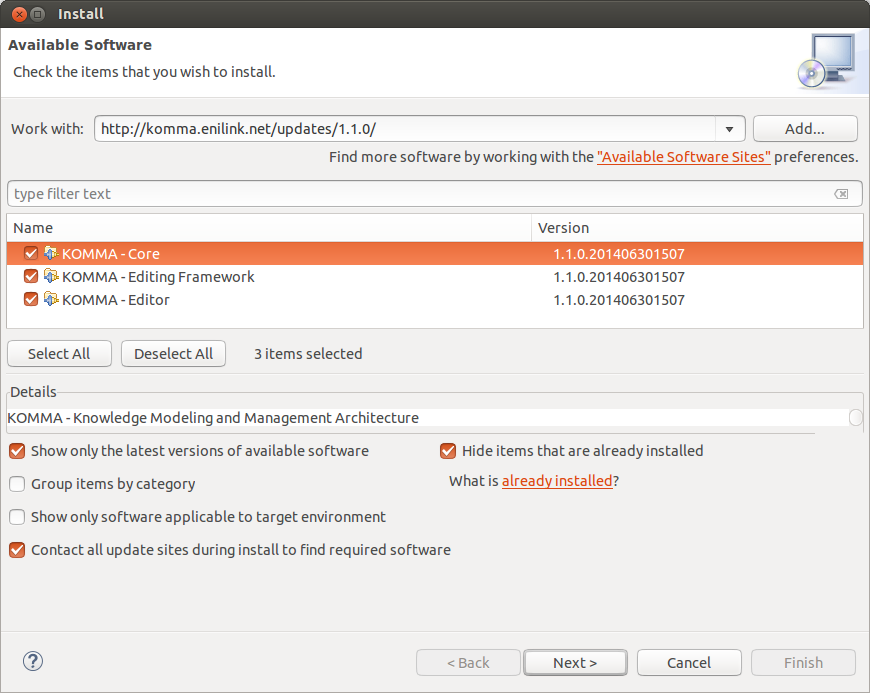 Install
Available Software
Check the items that you wish to install.
Work with: http://komma.enilink.net/updates/1.1.0/ Add...
Find more software by working with the "Available Software Sites" preferences.
type filter text
Name Version
KOMMA - Core 1.1.0.201406301507
KOMMA - Editing Framework 1.1.0.201406301507
KOMMA - Editor 1.1.0.201406301507
Select All Deselect All 3 items selected
Details
KOMMA - Knowledge Modeling and Management Architecture
Show only the latest versions of available software Hide items that are already installed
Group items by category What is already installed?
Show only software applicable to target environment
Contact all update sites during install to find required software
? < Back Next > Cancel Finish